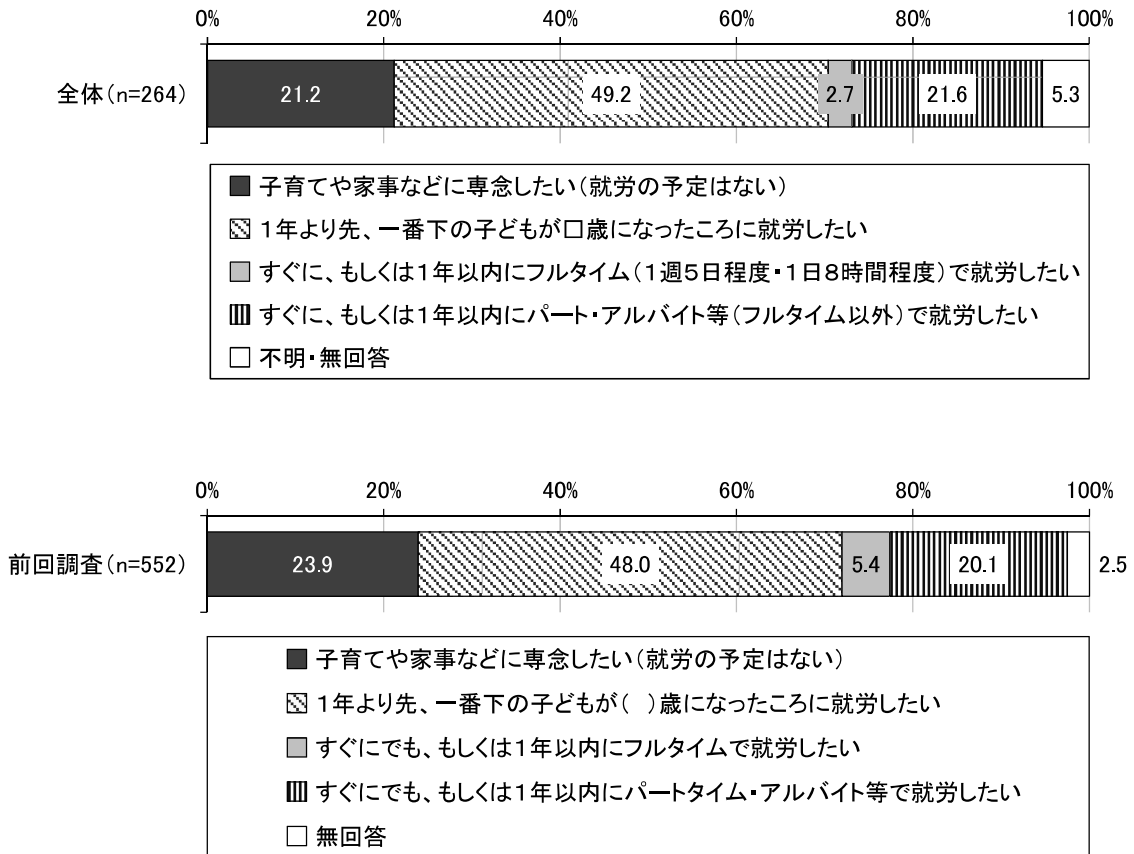 0% 20% 40% 60% 80% 100%
全体(n=264) 21.2 49.2 2.7 21.6 5.3
子育てや家事などに専念したい(就労の予定はない)
1年より先、一番下の子どもが□歳になったころに就労したい
すぐに、もしくは1年以内にフルタイム(1週5日程度・1日8時間程度)で就労したい
すぐに、もしくは1年以内にパート・アルバイト等(フルタイム以外)で就労したい
不明・無回答
0% 20% 40% 60% 80% 100%
前回調査(n=552) 23.9 48.0 5.4 20.1 2.5
子育てや家事などに専念したい(就労の予定はない)
1年より先、一番下の子どもが( )歳になったころに就労したい
すぐにでも、もしくは1年以内にフルタイムで就労したい
すぐにでも、もしくは1年以内にパートタイム・アルバイト等で就労したい
無回答